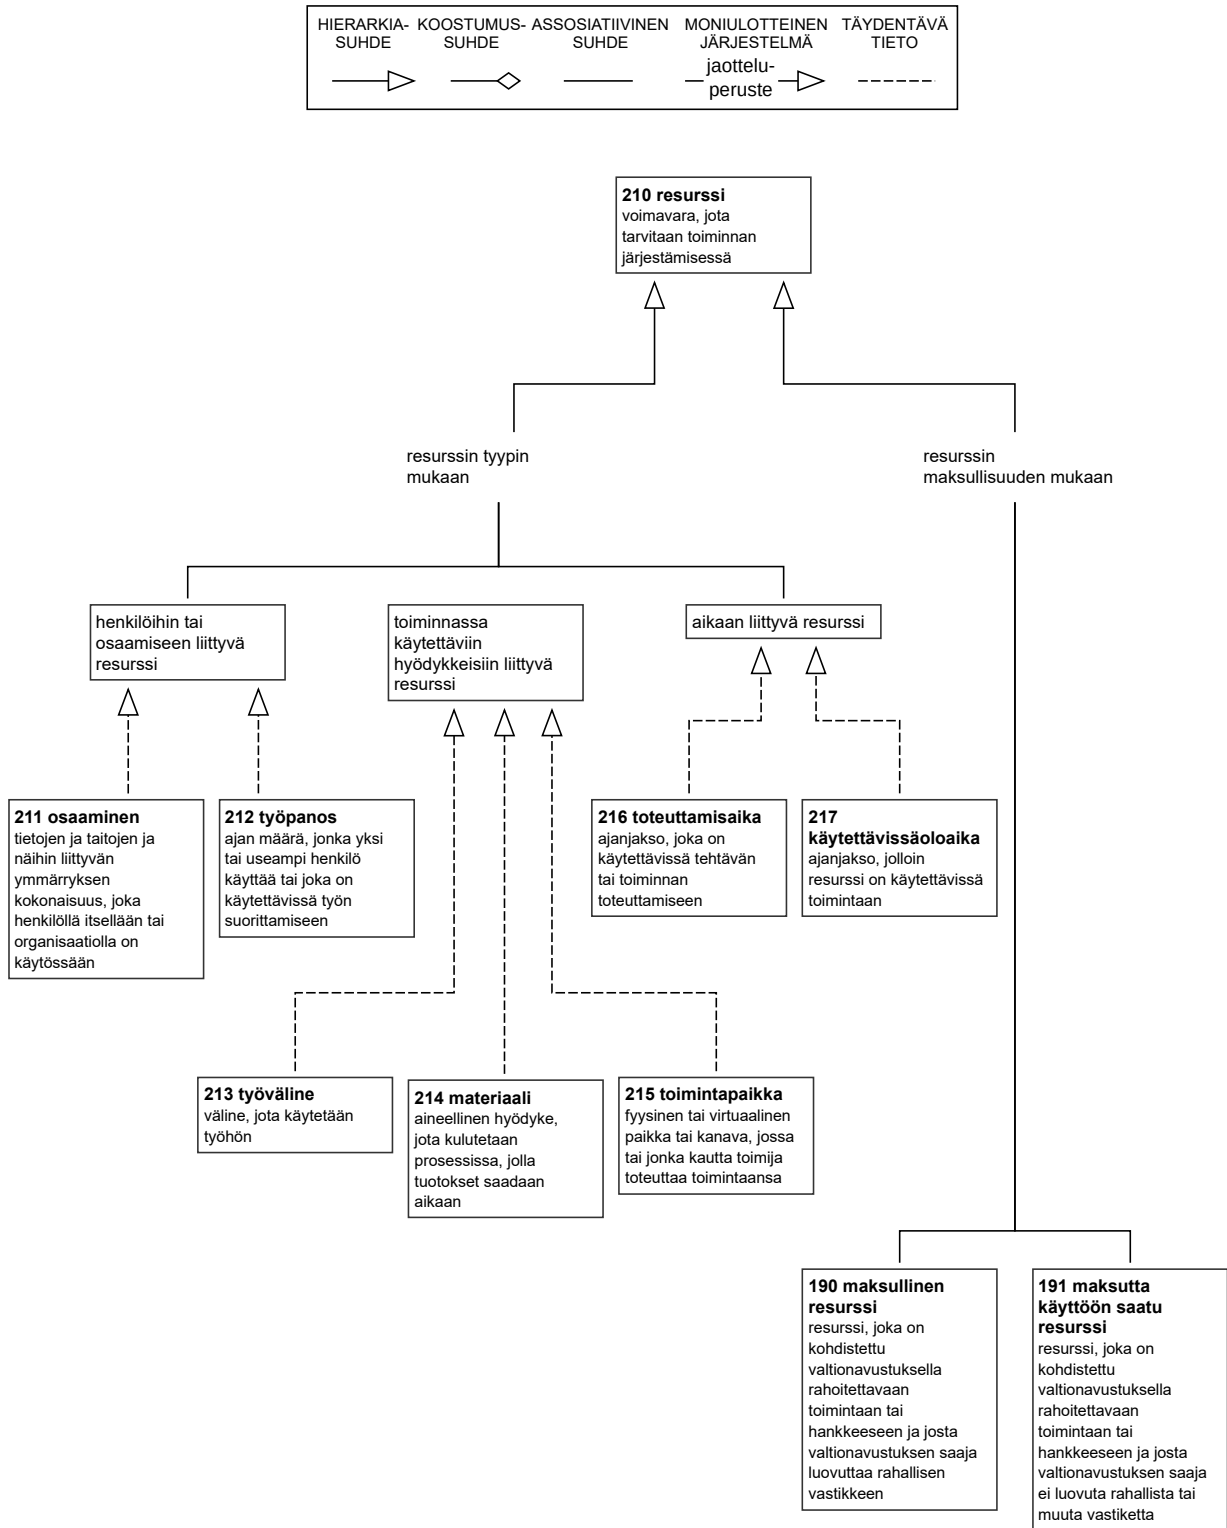 HIERARKIA-
SUHDE
KOOSTUMUS-
SUHDE
ASSOSIATIIVINEN
SUHDE
MONIULOTTEINEN
JÄRJESTELMÄ
jaottelu-
peruste
TÄYDENTÄVÄ
TIETO
210 resurssi
voimavara, jota
tarvitaan toiminnan
järjestämisessä
resurssin tyypin
mukaan
resurssin
maksullisuuden mukaan
henkilöihin tai
osaamiseen liittyvä
resurssi
toiminnassa
käytettäviin
hyödykkeisiin liittyvä
resurssi
aikaan liittyvä resurssi
211 osaaminen
tietojen ja taitojen ja
näihin liittyvän
ymmärryksen
kokonaisuus, joka
henkilöllä itsellään tai
organisaatiolla on
käytössään
212 työpanos
ajan määrä, jonka yksi
tai useampi henkilö
käyttää tai joka on
käytettävissä työn
suorittamiseen
216 toteuttamisaika
ajanjakso, joka on
käytettävissä tehtävän
tai toiminnan
toteuttamiseen
217
käytettävissäoloaika
ajanjakso, jolloin
resurssi on käytettävissä
toimintaan
213 työväline
väline, jota käytetään
työhön
214 materiaali
aineellinen hyödyke,
jota kulutetaan
prosessissa, jolla
tuotokset saadaan
aikaan
215 toimintapaikka
fyysinen tai virtuaalinen
paikka tai kanava, jossa
tai jonka kautta toimija
toteuttaa toimintaansa
190 maksullinen
resurssi
resurssi, joka on
kohdistettu
valtionavustuksella
rahoitettavaan
toimintaan tai
hankkeeseen ja josta
valtionavustuksen saaja
luovuttaa rahallisen
vastikkeen
191 maksutta
käyttöön saatu
resurssi
resurssi, joka on
kohdistettu
valtionavustuksella
rahoitettavaan
toimintaan tai
hankkeeseen ja josta
valtionavustuksen saaja
ei luovuta rahallista tai
muuta vastiketta